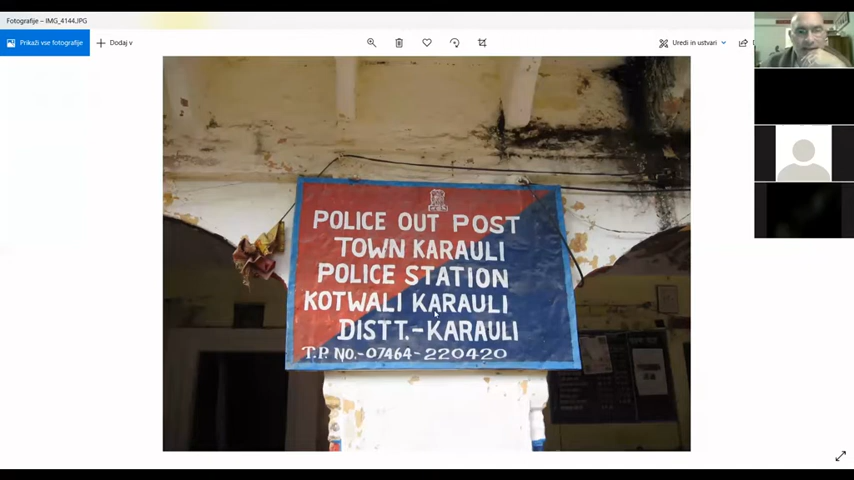 Fotografije – IMG_4144.JPG
Prikaži vse fotografije
Dodaj v
Uredi in ustvari
POLICE OUT POST
TOWN KARAULI
POLICE STATION
KOTWALI KARAULI
DISTT.-KARAULI
T.P. NO.-07464-220420